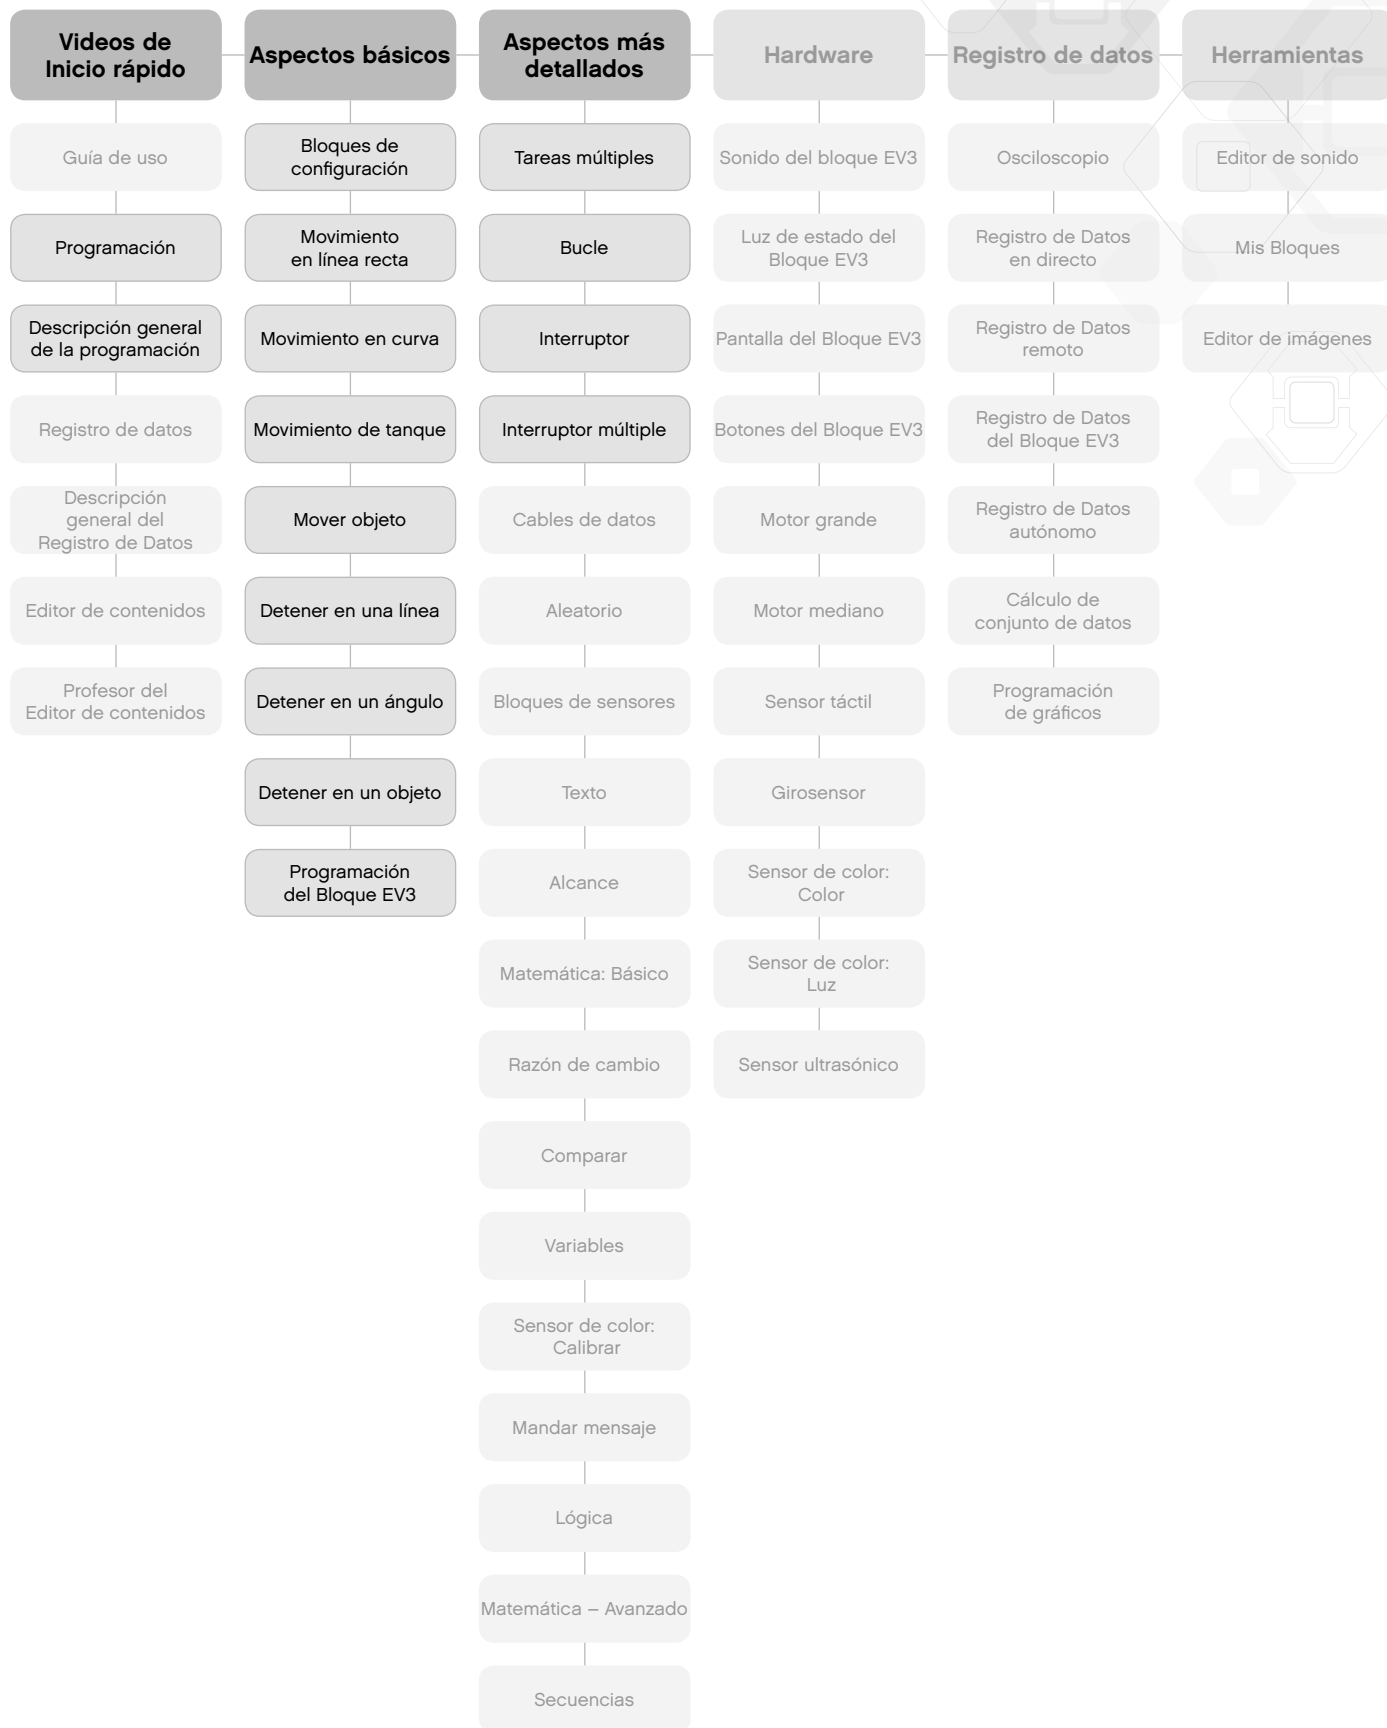 Videos de
Inicio rápido
Guía de uso
Programación
Descripción general
de la programación
Registro de datos
Descripción
general del
Registro de Datos
Editor de contenidos
Profesor del
Editor de contenidos
Aspectos básicos
Bloques de
configuración
Movimiento
en línea recta
Movimiento en curva
Movimiento de tanque
Mover objeto
Detener en una línea
Detener en un ángulo
Detener en un objeto
Programación
del Bloque EV3
Aspectos más
detallados
Tareas múltiples
Bucle
Interruptor
Interruptor múltiple
Cables de datos
Aleatorio
Bloques de sensores
Texto
Alcance
Matemática: Básico
Razón de cambio
Comparar
Variables
Sensor de color:
Calibrar
Mandar mensaje
Lógica
Matemática – Avanzado
Secuencias
Hardware
Sonido del bloque EV3
Luz de estado del
Bloque EV3
Pantalla del Bloque EV3
Botones del Bloque EV3
Motor grande
Motor mediano
Sensor táctil
Girosensor
Sensor de color:
Color
Sensor de color:
Luz
Sensor ultrasónico
Registro de datos
Osciloscopio
Registro de Datos
en directo
Registro de Datos
remoto
Registro de Datos
del Bloque EV3
Registro de Datos
autónomo
Cálculo de
conjunto de datos
Programación
de gráficos
Herramientas
Editor de sonido
Mis Bloques
Editor de imágenes